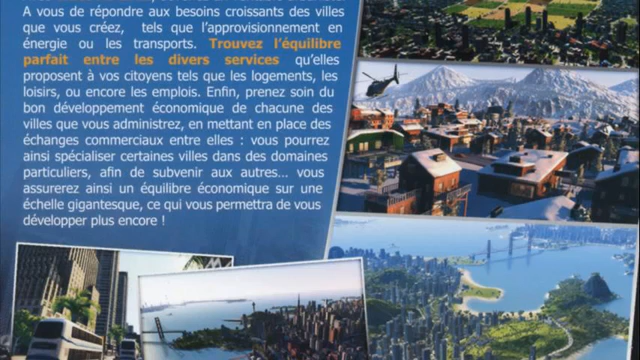 A vous de répondre aux besoins croissants des villes
que vous créez, tels que l'approvisionnement en
énergie ou les transports. Trouvez l'équilibre
parfait entre les divers services qu'elles
proposent à vos citoyens tels que les logements, les
loisirs, ou encore les emplois. Enfin, prenez soin du
bon développement économique de chacune des
villes que vous administrez, en mettant en place des
échanges commerciaux entre elles : vous pourrez
ainsi spécialiser certaines villes dans des domaines
particuliers, afin de subvenir aux autres... vous
assurerez ainsi un équilibre économique sur une
échelle gigantesque, ce qui vous permettra de vous
développer plus encore !